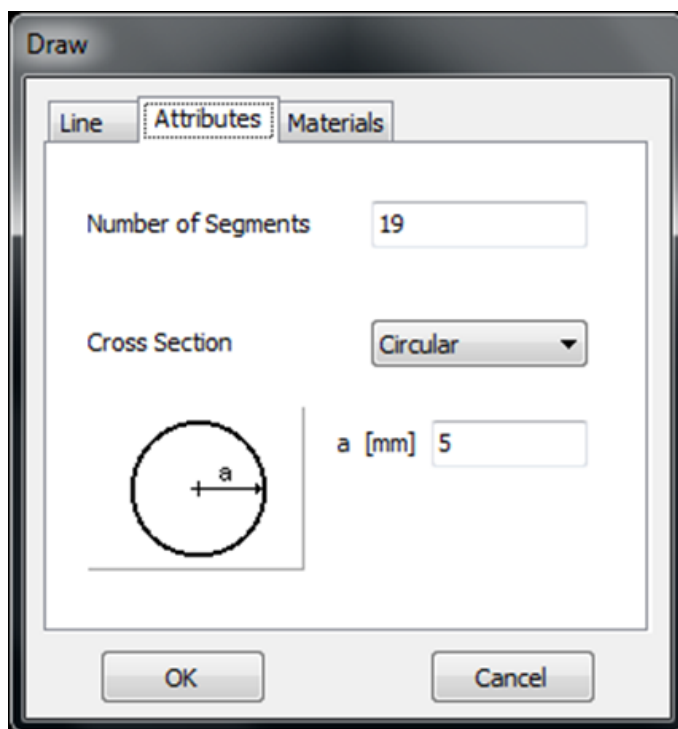 Draw
Line Attributes Materials
Number of Segments 19
Cross Section Circular
a [mm] 5
a
OK Cancel